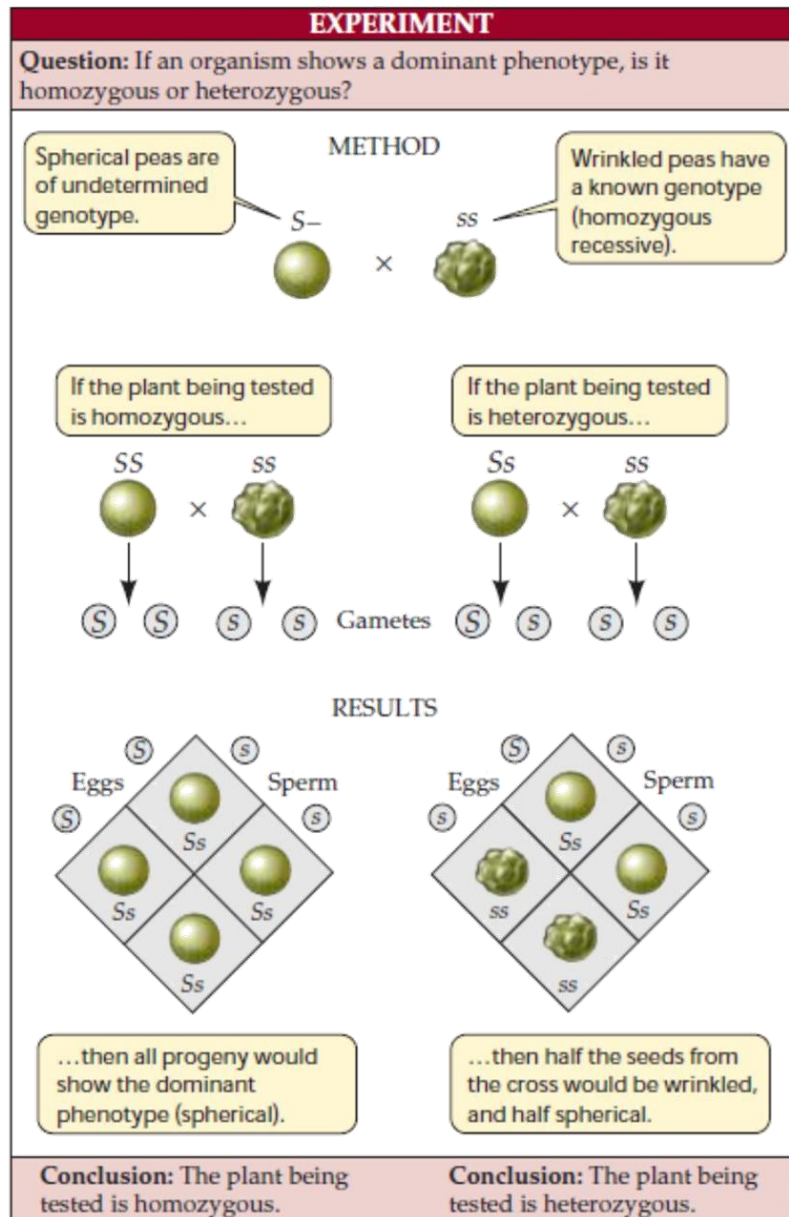 EXPERIMENT
Question: If an organism shows a dominant phenotype, is it
homozygous or heterozygous?
METHOD
Spherical peas are
of undetermined
genotype.
Wrinkled peas have
a known genotype
(homozygous
recessive).
S–
ss
×
If the plant being tested
is homozygous…
If the plant being tested
is heterozygous…
SS
ss
×
Ss
ss
×
S S s s Gametes S s s s
RESULTS
S s
Eggs Sperm
S s
Ss
Ss Ss
Ss
S s
Eggs Sperm
s s
Ss
ss Ss
ss
…then all progeny would
show the dominant
phenotype (spherical).
…then half the seeds from
the cross would be wrinkled,
and half spherical.
Conclusion: The plant being
tested is homozygous.
Conclusion: The plant being
tested is heterozygous.